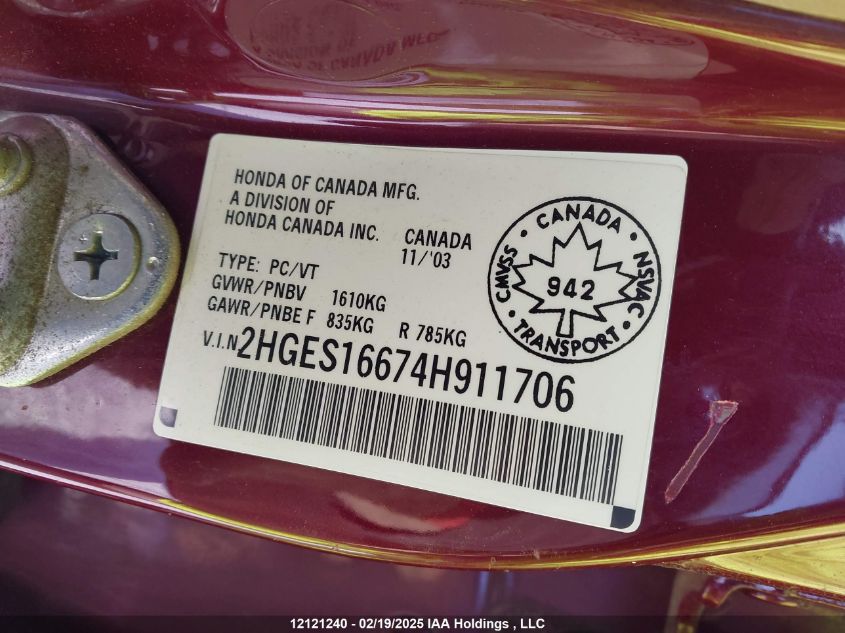 HONDA OF CANADA MFG.
A DIVISION OF
HONDA CANADA INC.
CANADA
11/'03
TYPE: PC/VT
GVWR/PNBV 1610KG
GAWR/PNBE F 835KG R 785KG
V.I.N. 2HGES16674H911706
• CANADA •
CMVSS
942
NSVAC
• TRANSPORT •
12121240 - 02/19/2025 IAA Holdings , LLC